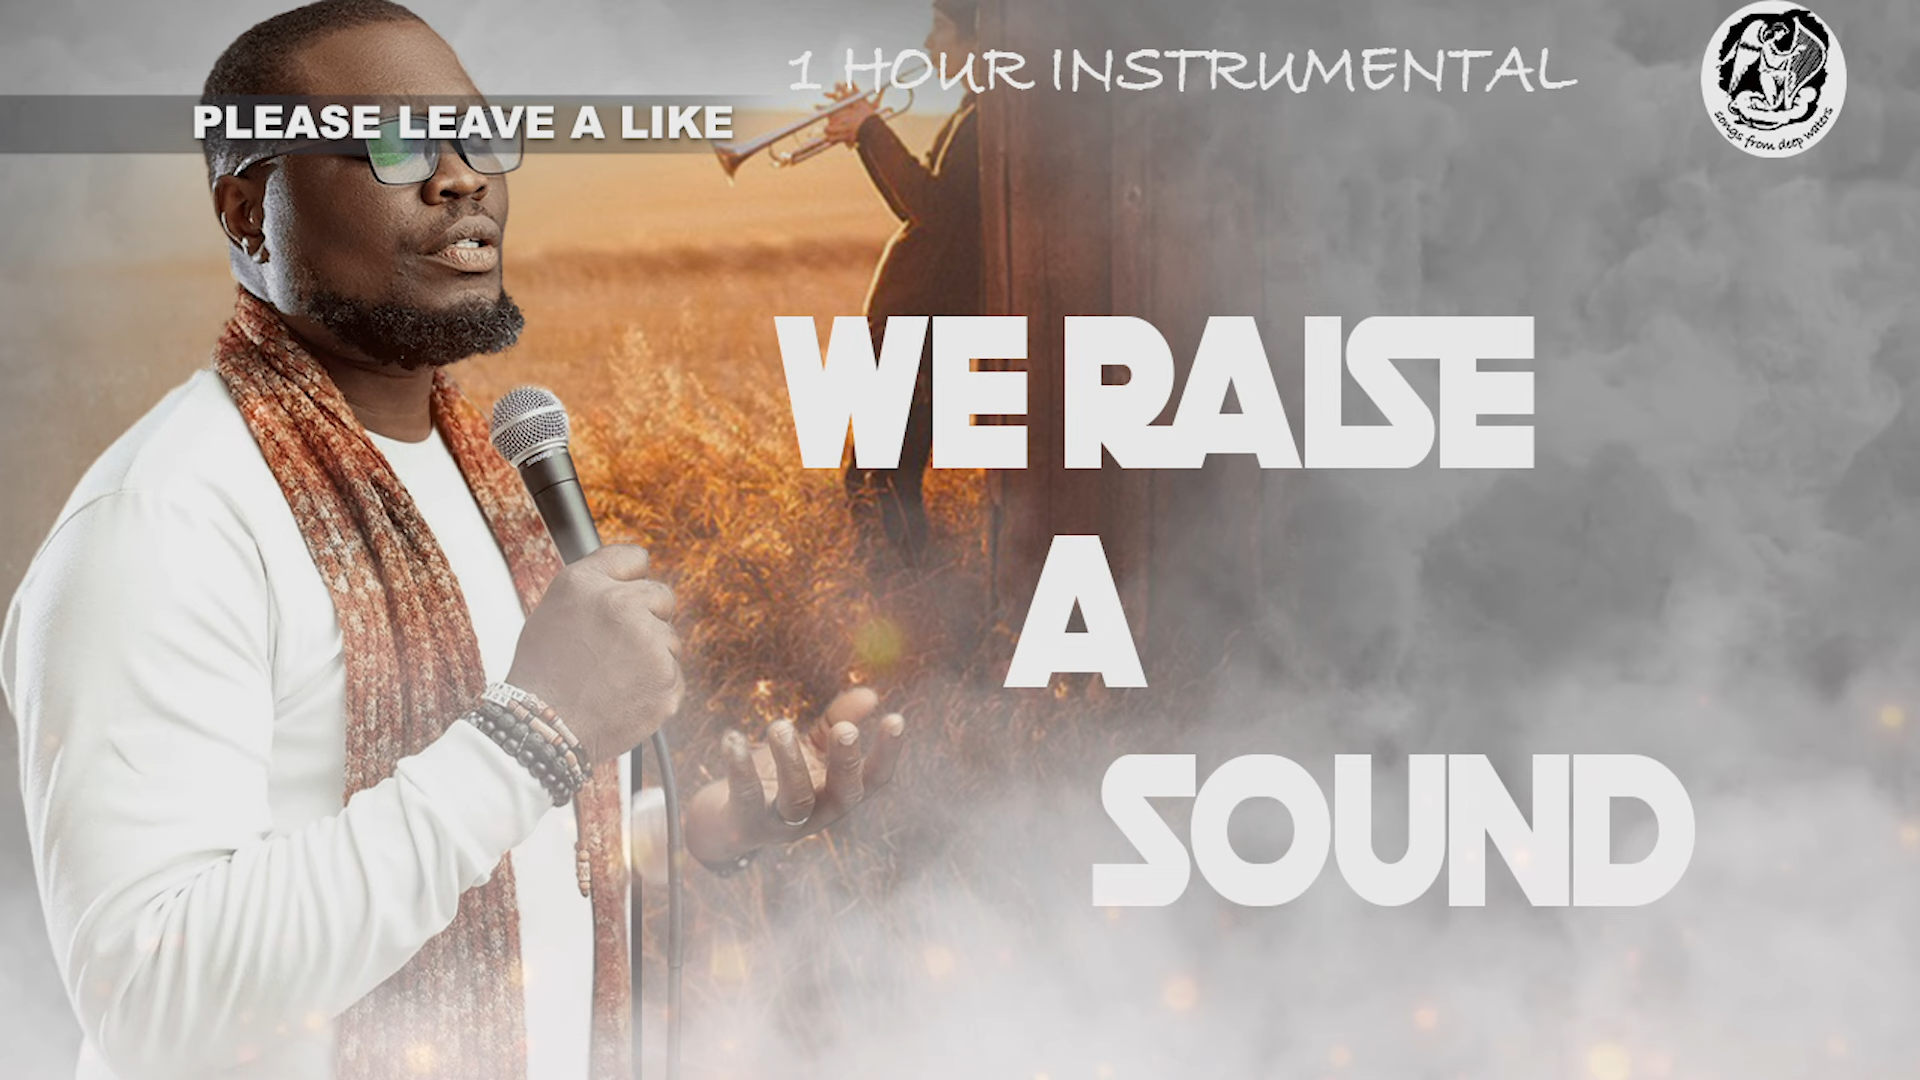 1 HOUR INSTRUMENTAL
PLEASE LEAVE A LIKE
songs from deep waters
WE RAISE
A
SOUND